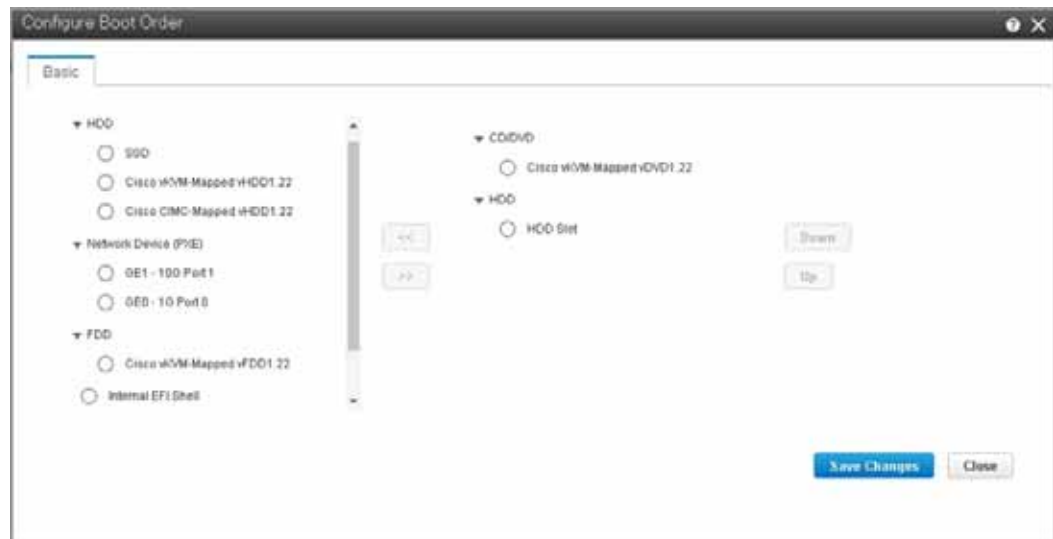 Configure Boot Order
Basic
HDD
SSD
Cisco vKVM-Mapped vHDD1.22
Cisco CIMC-Mapped vHDD1.22
Network Device (PXE)
GE1 - 10G Port 1
GE0 - 1G Port 0
FDD
Cisco vKVM-Mapped vFDD1.22
Internal EFI Shell
<<
>>
CD/DVD
Cisco vKVM-Mapped vDVD1.22
HDD
HDD Slot
Down
Up
Save Changes
Close